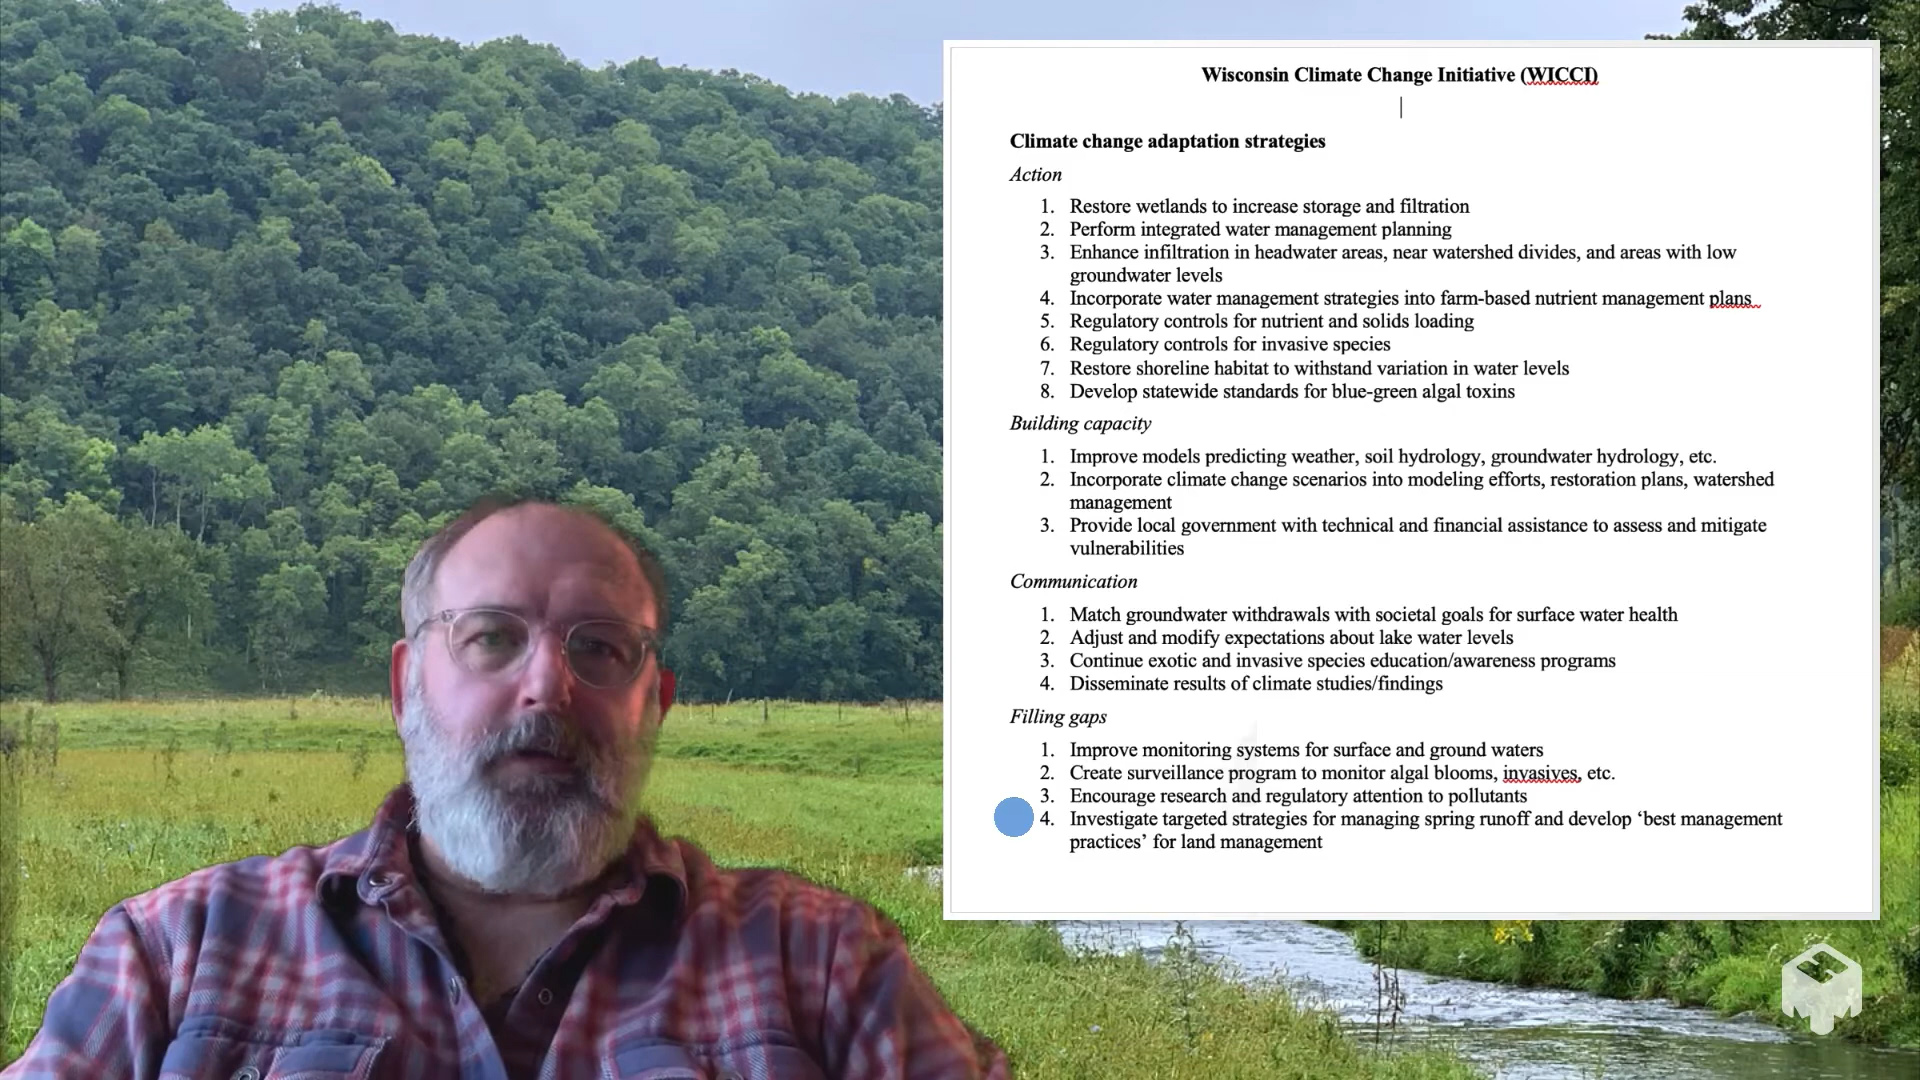 Wisconsin Climate Change Initiative (WICCI)
Climate change adaptation strategies
Action
1. Restore wetlands to increase storage and filtration
2. Perform integrated water management planning
3. Enhance infiltration in headwater areas, near watershed divides, and areas with low
groundwater levels
4. Incorporate water management strategies into farm-based nutrient management plans
5. Regulatory controls for nutrient and solids loading
6. Regulatory controls for invasive species
7. Restore shoreline habitat to withstand variation in water levels
8. Develop statewide standards for blue-green algal toxins
Building capacity
1. Improve models predicting weather, soil hydrology, groundwater hydrology, etc.
2. Incorporate climate change scenarios into modeling efforts, restoration plans, watershed
management
3. Provide local government with technical and financial assistance to assess and mitigate
vulnerabilities
Communication
1. Match groundwater withdrawals with societal goals for surface water health
2. Adjust and modify expectations about lake water levels
3. Continue exotic and invasive species education/awareness programs
4. Disseminate results of climate studies/findings
Filling gaps
1. Improve monitoring systems for surface and ground waters
2. Create surveillance program to monitor algal blooms, invasives, etc.
3. Encourage research and regulatory attention to pollutants
4. Investigate targeted strategies for managing spring runoff and develop ‘best management
practices’ for land management